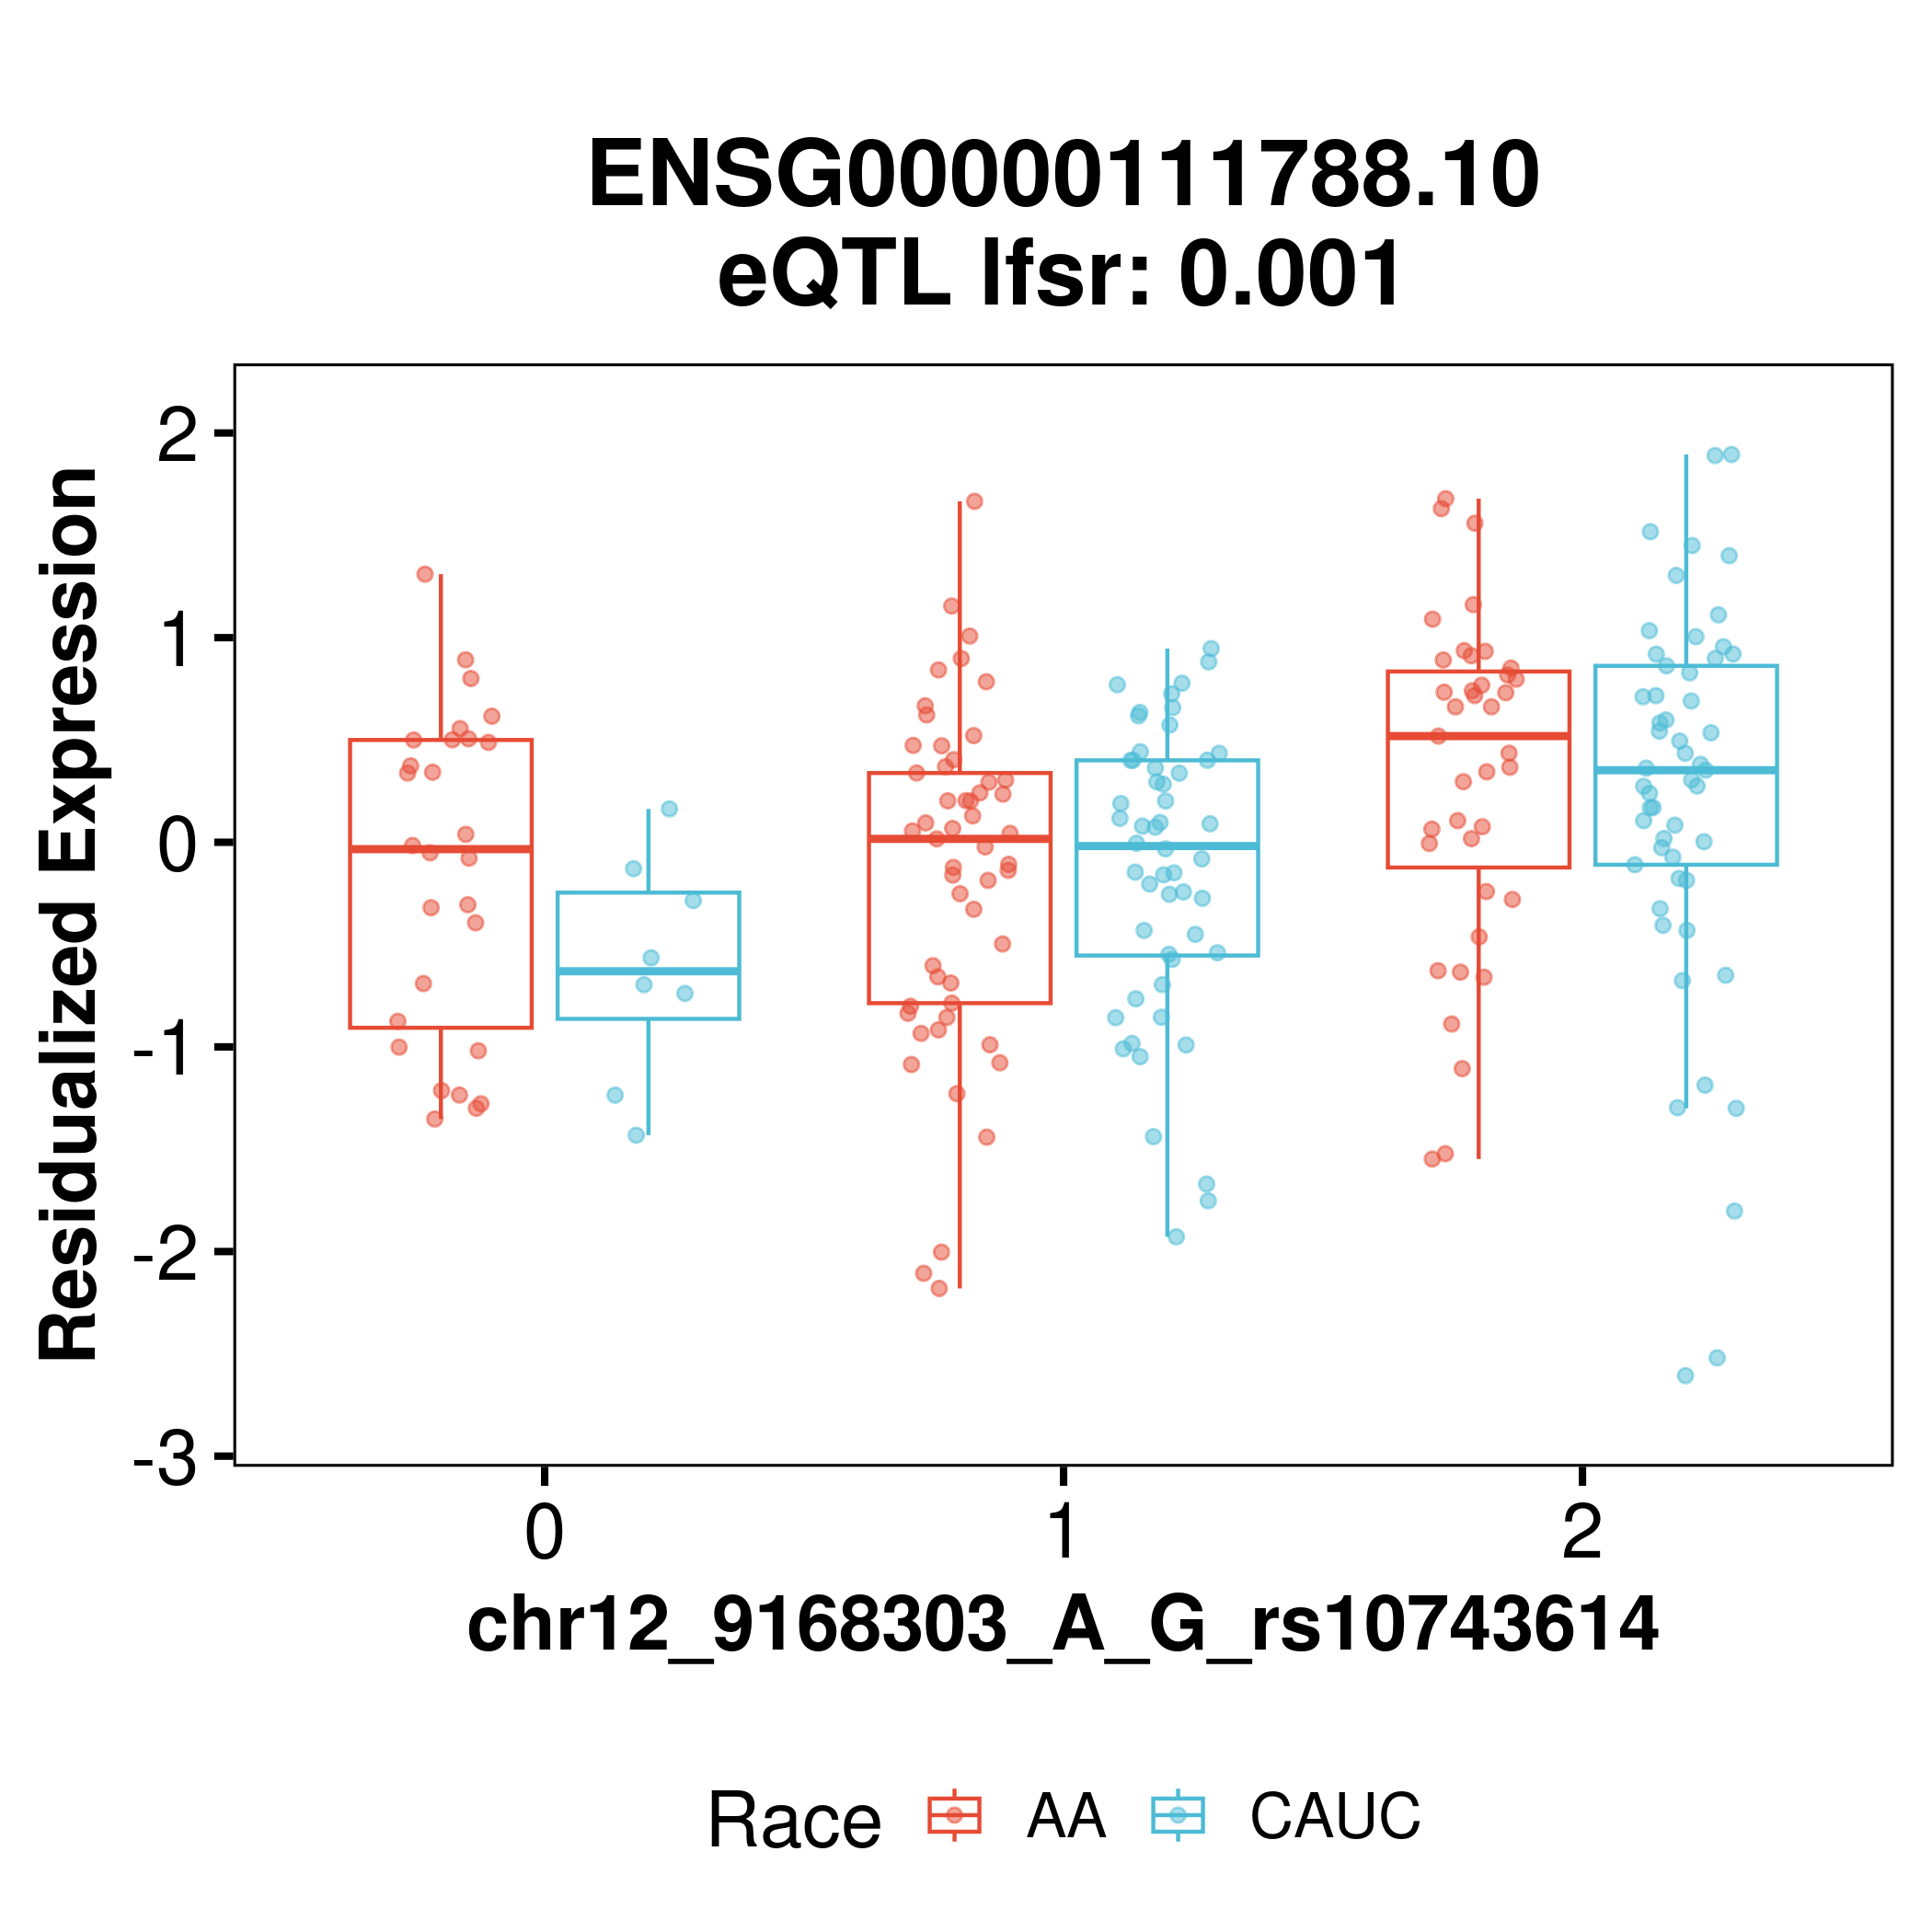 ENSG00000111788.10
eQTL lfsr: 0.001
Residualized Expression
2
1
0
-1
-2
-3
0 1 2
chr12_9168303_A_G_rs10743614
Race AA CAUC